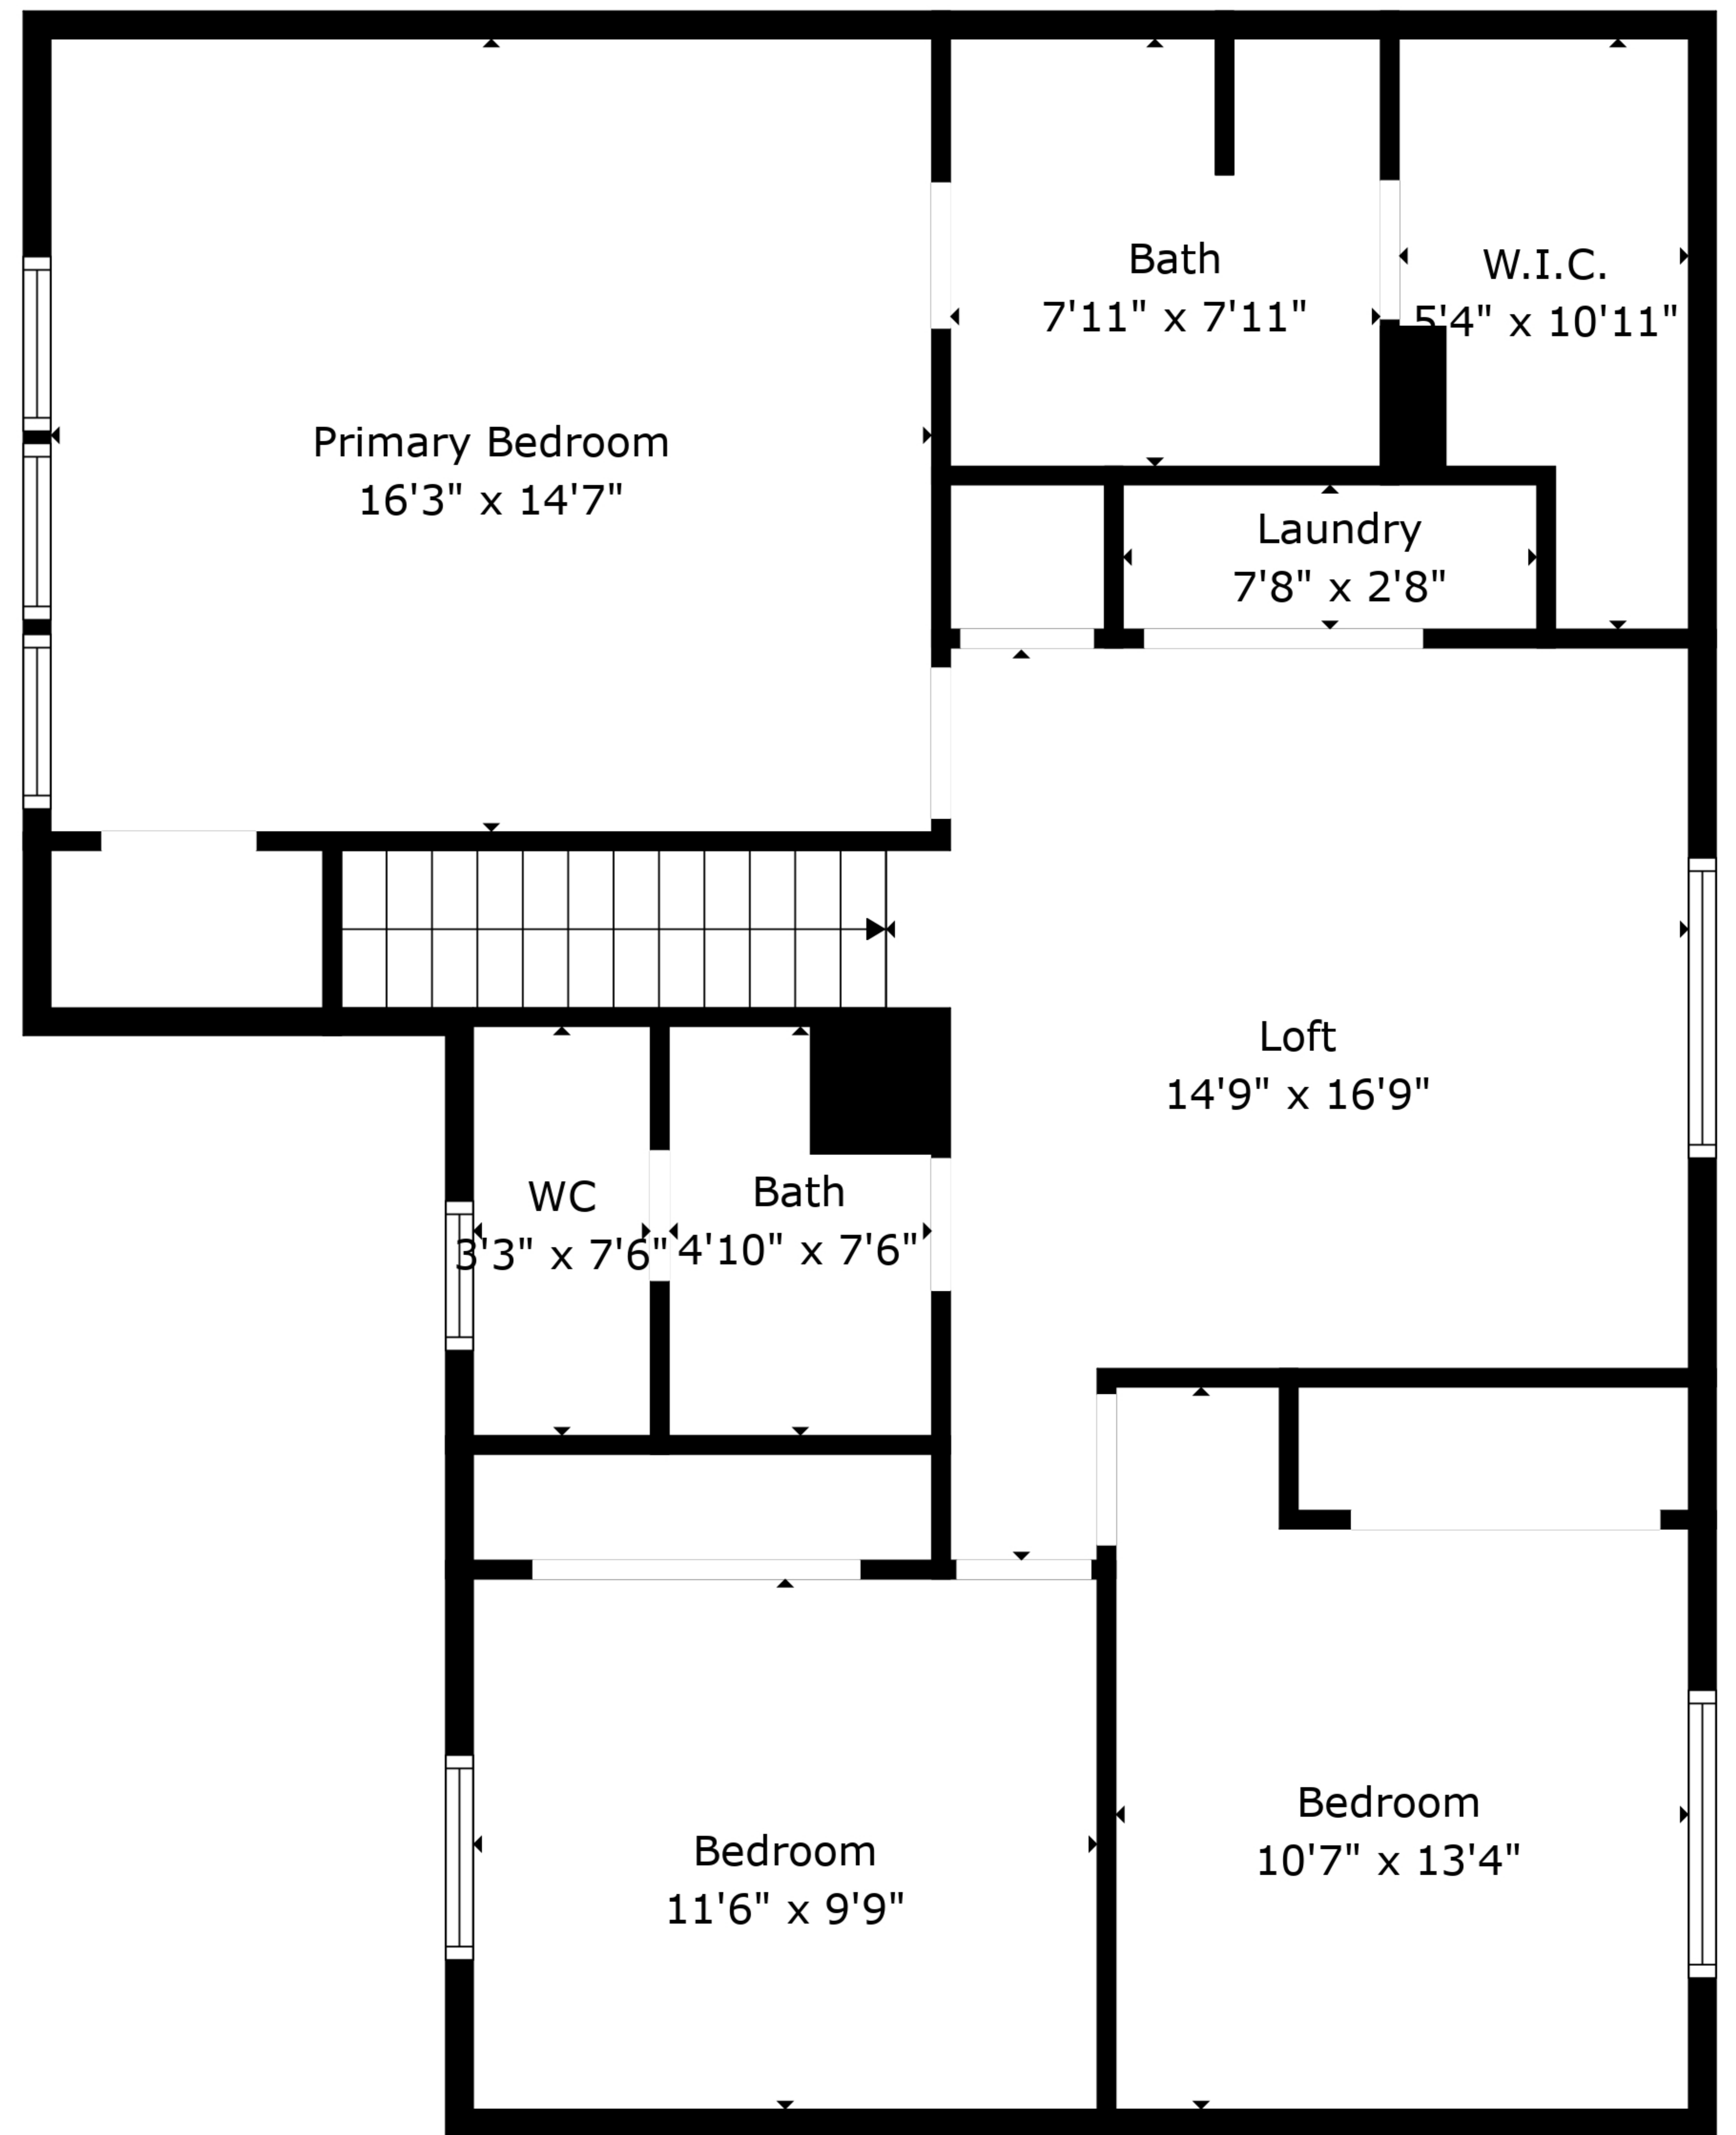 Bath
7'11" x 7'11"
W.I.C.
5'4" x 10'11"
Primary Bedroom
16'3" x 14'7"
Laundry
7'8" x 2'8"
Loft
14'9" x 16'9"
WC
3'3" x 7'6"
Bath
4'10" x 7'6"
Bedroom
11'6" x 9'9"
Bedroom
10'7" x 13'4"